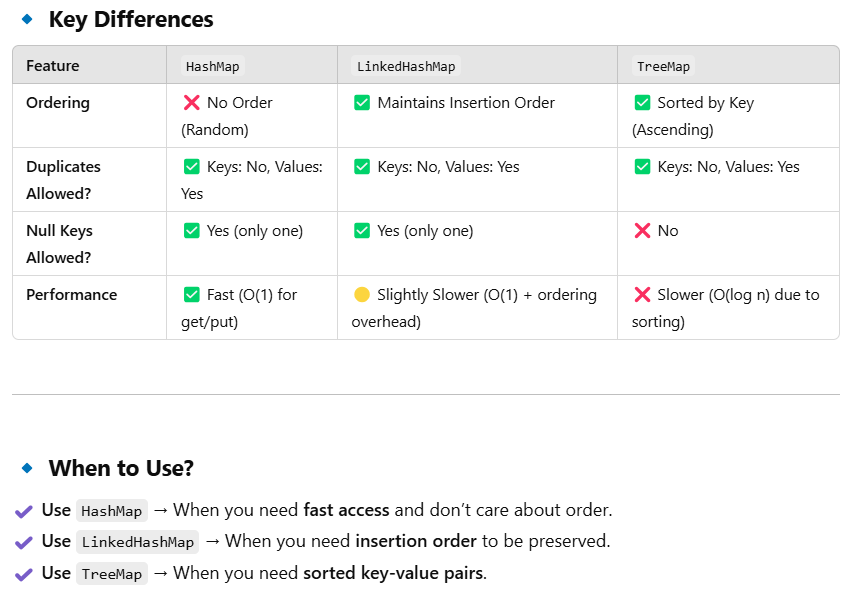 Key Differences
Feature HashMap LinkedHashMap TreeMap
Ordering ❌ No Order (Random) ✅ Maintains Insertion Order ✅ Sorted by Key (Ascending)
Duplicates Allowed? ✅ Keys: No, Values: Yes ✅ Keys: No, Values: Yes ✅ Keys: No, Values: Yes
Null Keys Allowed? ✅ Yes (only one) ✅ Yes (only one) ❌ No
Performance ✅ Fast (O(1) for get/put) 🟡 Slightly Slower (O(1) + ordering overhead) ❌ Slower (O(log n) due to sorting)
When to Use?
✔ Use HashMap → When you need fast access and don’t care about order.
✔ Use LinkedHashMap → When you need insertion order to be preserved.
✔ Use TreeMap → When you need sorted key-value pairs.